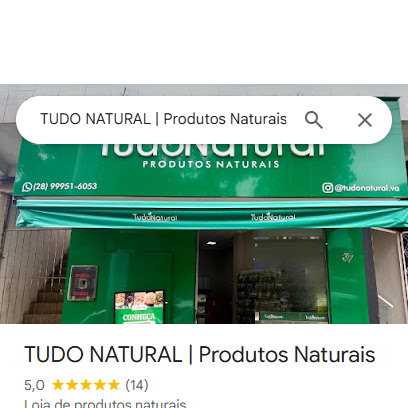 TUDO NATURAL | Produtos Naturais
TudoNatural
PRODUTOS NATURAIS
(28) 99951-6053
@tudonatural.va
TudoNatural TudoNatural
37
CONHEÇA
TUDO NATURAL | Produtos Naturais
5,0 (14)
Loja de produtos naturais